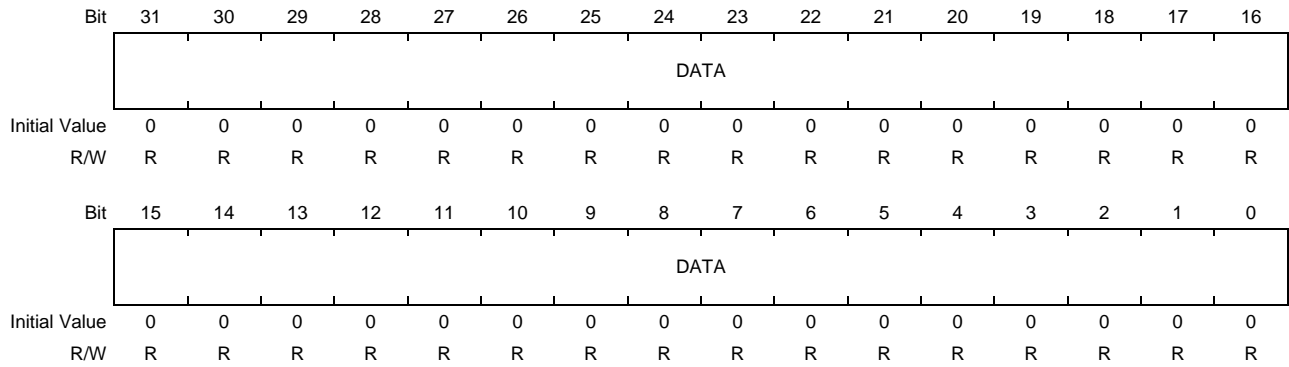 Bit 31 30 29 28 27 26 25 24 23 22 21 20 19 18 17 16
DATA
Initial Value 0 0 0 0 0 0 0 0 0 0 0 0 0 0 0 0
R/W R R R R R R R R R R R R R R R R
Bit 15 14 13 12 11 10 9 8 7 6 5 4 3 2 1 0
DATA
Initial Value 0 0 0 0 0 0 0 0 0 0 0 0 0 0 0 0
R/W R R R R R R R R R R R R R R R R